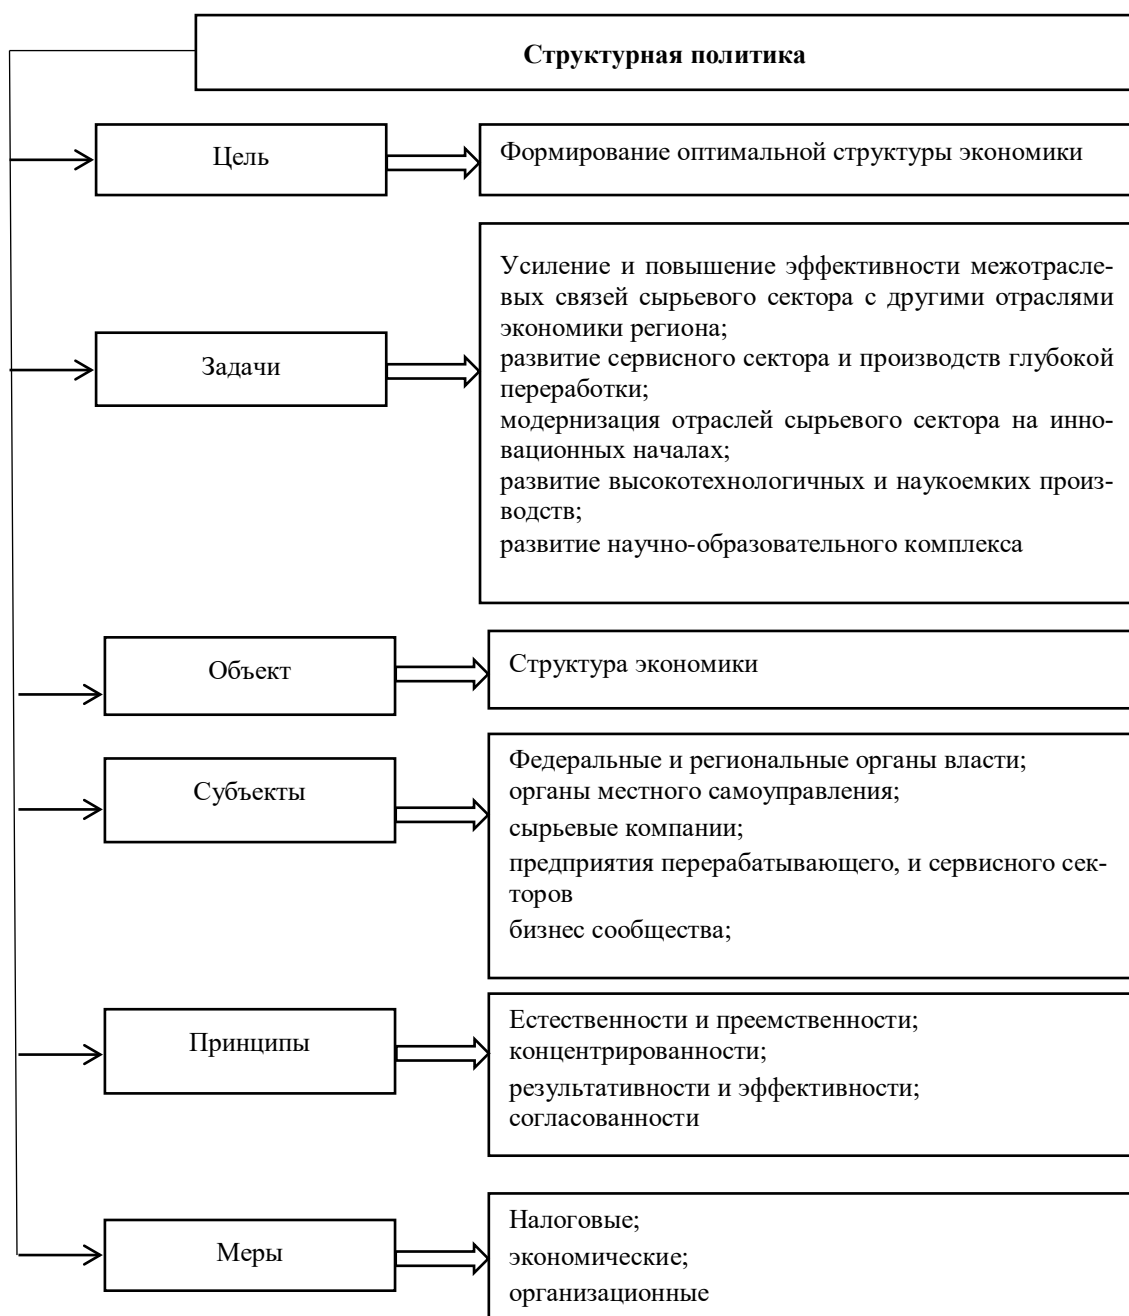 Структурная политика
Цель
Формирование оптимальной структуры экономики
Задачи
Усиление и повышение эффективности межотрасле-
вых связей сырьевого сектора с другими отраслями
экономики региона;
развитие сервисного сектора и производств глубокой
переработки;
модернизация отраслей сырьевого сектора на инно-
вационных началах;
развитие высокотехнологичных и наукоемких произ-
водств;
развитие научно-образовательного комплекса
Объект
Структура экономики
Субъекты
Федеральные и региональные органы власти;
органы местного самоуправления;
сырьевые компании;
предприятия перерабатывающего, и сервисного сек-
торов
бизнес сообщества;
Принципы
Естественности и преемственности;
концентрированности;
результативности и эффективности;
согласованности
Меры
Налоговые;
экономические;
организационные